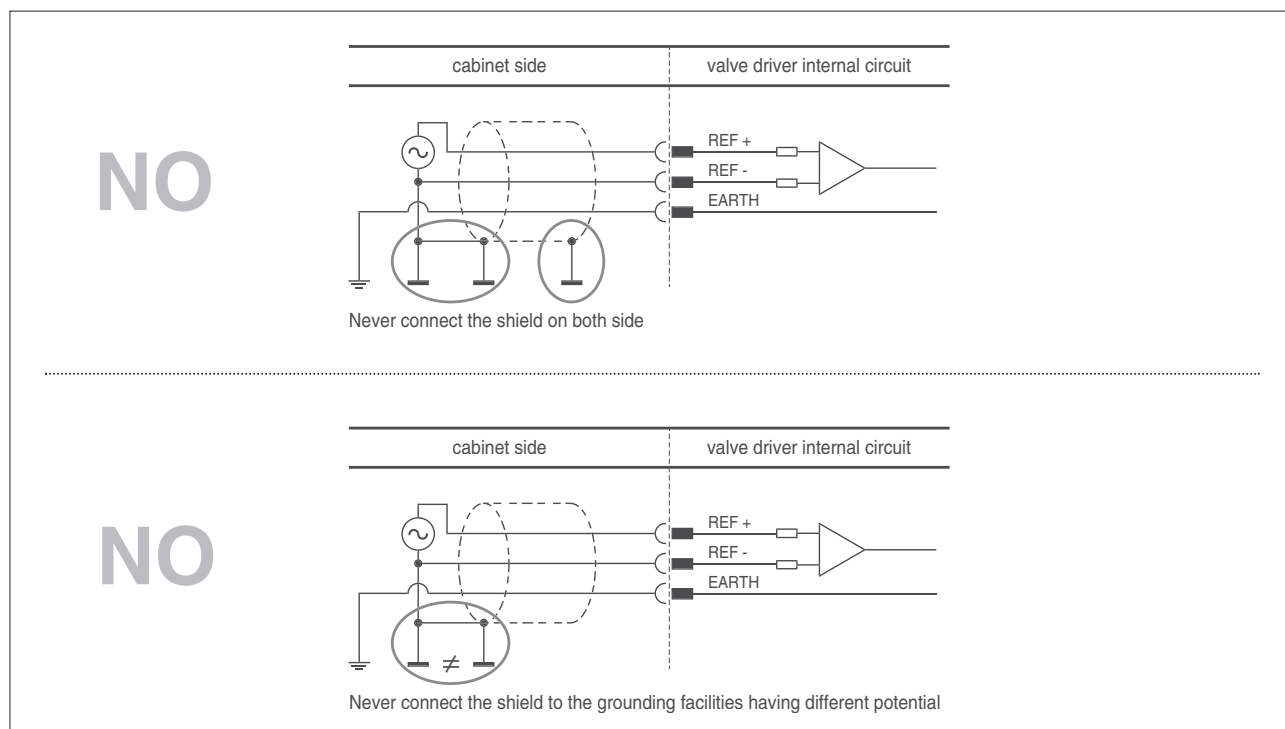 cabinet side valve driver internal circuit
NO
REF +
REF -
EARTH
Never connect the shield on both side
cabinet side valve driver internal circuit
NO
REF +
REF -
EARTH
≠
Never connect the shield to the grounding facilities having different potential